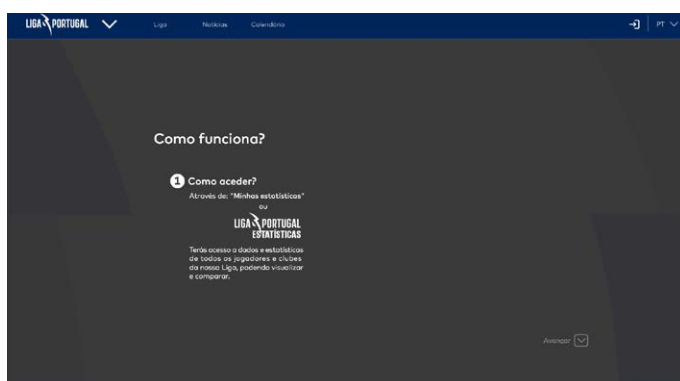 LIGA PORTUGAL
Liga
Notícias
Calendário
PT
Como funciona?
1 Como aceder?
Através de: "Minhas estatísticas"
ou
LIGA PORTUGAL
ESTATÍSTICAS
Terás acesso a dados e estatísticas
de todos os jogadores e clubes
da nossa Liga, podendo visualizar
e comparar.
Avançar